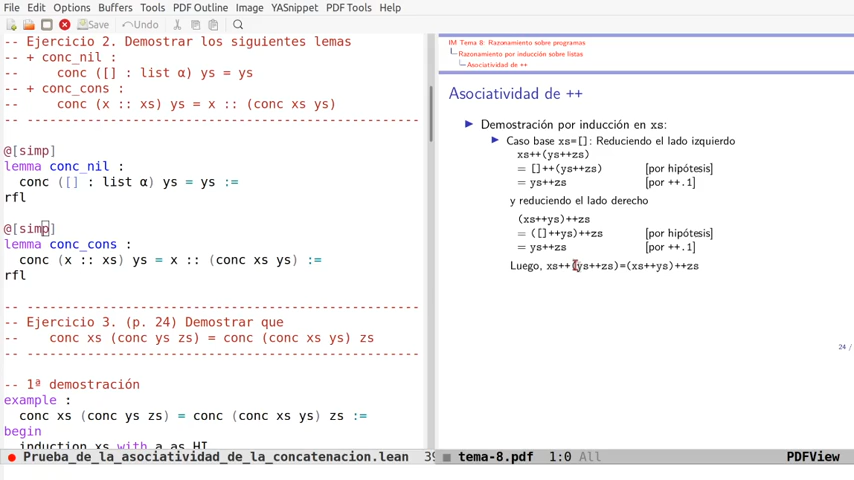 File Edit Options Buffers Tools PDF Outline Image YASnippet PDF Tools Help
Save Undo
-- Ejercicio 2. Demostrar los siguientes lemas
-- + conc_nil :
-- conc ([] : list α) ys = ys
-- + conc_cons :
-- conc (x :: xs) ys = x :: (conc xs ys)
-- ---------------------------------------------------
@[simp]
lemma conc_nil :
conc ([] : list α) ys = ys :=
rfl
@[simp]
lemma conc_cons :
conc (x :: xs) ys = x :: (conc xs ys) :=
rfl
-- ---------------------------------------------------
-- Ejercicio 3. (p. 24) Demostrar que
-- conc xs (conc ys zs) = conc (conc xs ys) zs
-- ---------------------------------------------------
-- 1ª demostración
example :
conc xs (conc ys zs) = conc (conc xs ys) zs :=
begin
induction xs with a as HI,
Prueba_de_la_asociatividad_de_la_concatenacion.lean 39
IM Tema 8: Razonamiento sobre programas
Razonamiento por inducción sobre listas
Asociatividad de ++
Asociatividad de ++
Demostración por inducción en xs:
Caso base xs=[]: Reduciendo el lado izquierdo
xs++(ys++zs)
= []++(ys++zs) [por hipótesis]
= ys++zs [por ++.1]
y reduciendo el lado derecho
(xs++ys)++zs
= ([]++ys)++zs [por hipótesis]
= ys++zs [por ++.1]
Luego, xs++(ys++zs)=(xs++ys)++zs
24 /
tema-8.pdf 1:0 All PDFView